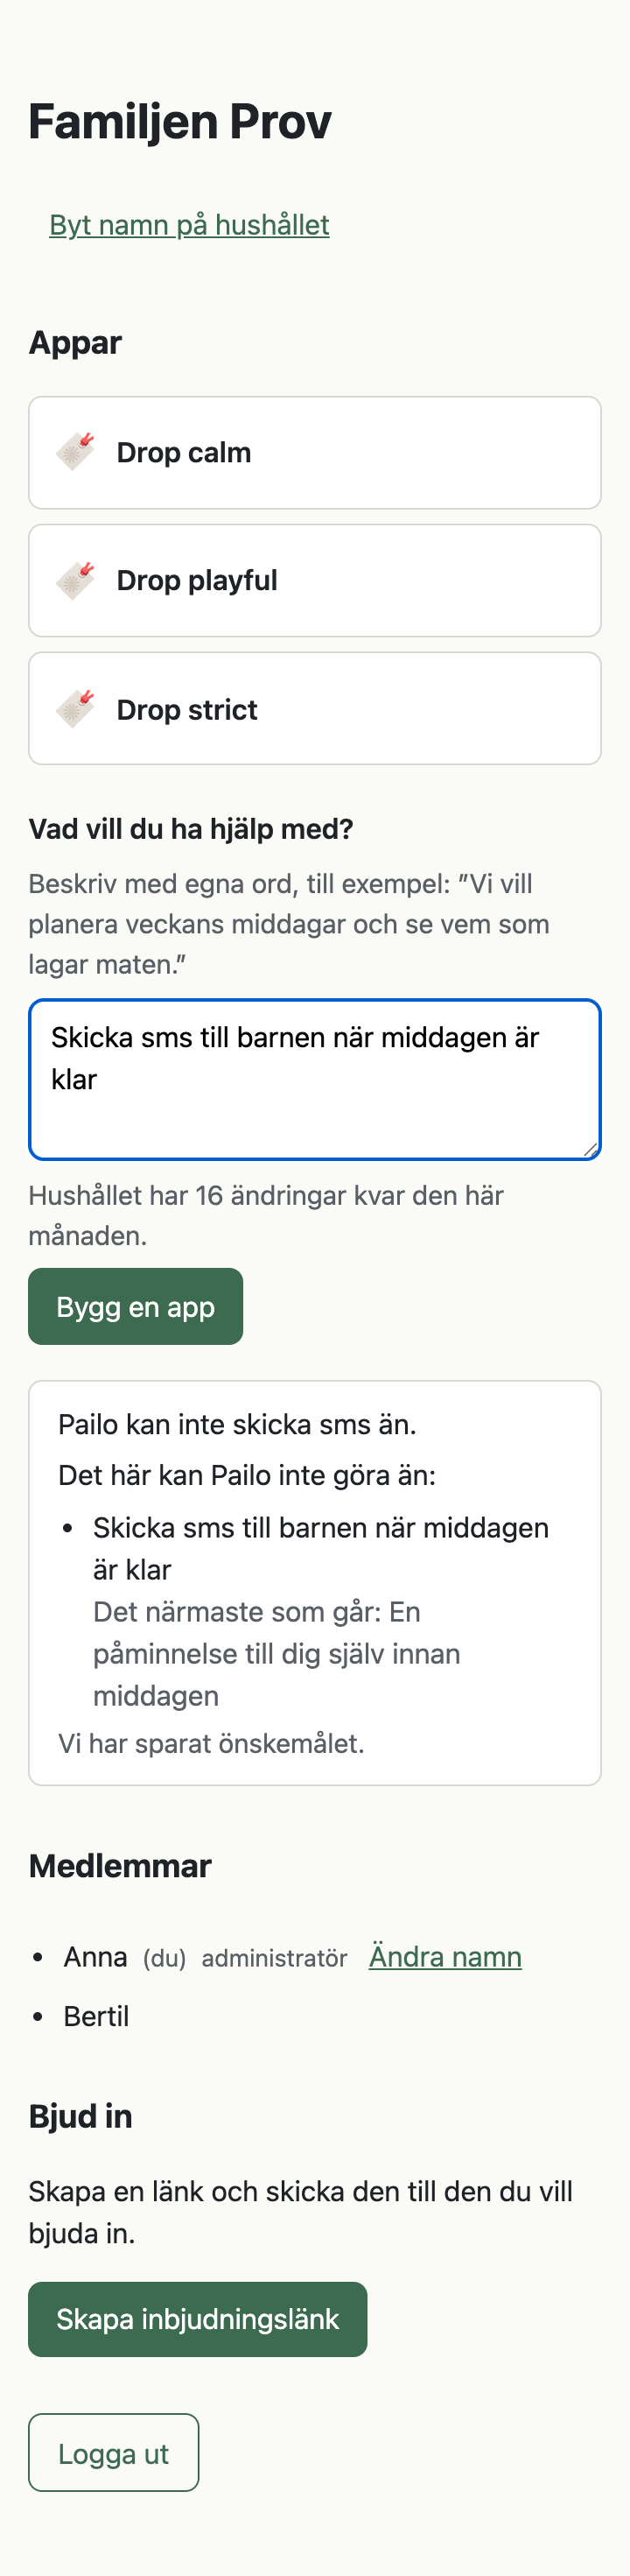 Familjen Prov
Byt namn på hushållet
Appar
Drop calm
Drop playful
Drop strict
Vad vill du ha hjälp med?
Beskriv med egna ord, till exempel: ”Vi vill
planera veckans middagar och se vem som
lagar maten.”
Skicka sms till barnen när middagen är
klar
Hushållet har 16 ändringar kvar den här
månaden.
Bygg en app
Pailo kan inte skicka sms än.
Det här kan Pailo inte göra än:
• Skicka sms till barnen när middagen
är klar
Det närmaste som går: En
påminnelse till dig själv innan
middagen
Vi har sparat önskemålet.
Medlemmar
• Anna (du) administratör Ändra namn
• Bertil
Bjud in
Skapa en länk och skicka den till den du vill
bjuda in.
Skapa inbjudningslänk
Logga ut